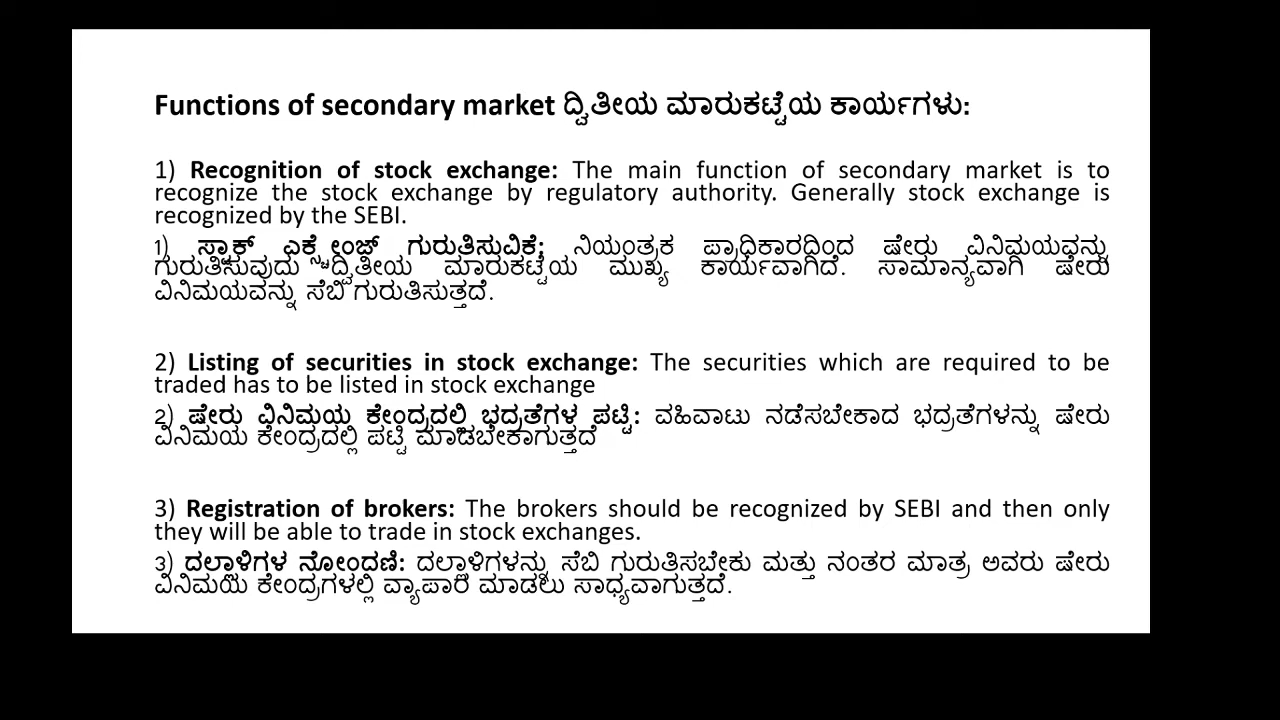 Functions of secondary market ದ್ವಿತೀಯ ಮಾರುಕಟ್ಟೆಯ ಕಾರ್ಯಗಳು:
1) Recognition of stock exchange: The main function of secondary market is to
recognize the stock exchange by regulatory authority. Generally stock exchange is
recognized by the SEBI.
1) ಸ್ಟಾಕ್ ಎಕ್ಸ್ಚೇಂಜ್ ಗುರುತಿಸುವಿಕೆ: ನಿಯಂತ್ರಕ ಪ್ರಾಧಿಕಾರದಿಂದ ಷೇರು ವಿನಿಮಯವನ್ನು
ಗುರುತಿಸುವುದು ದ್ವಿತೀಯ ಮಾರುಕಟ್ಟೆಯ ಮುಖ್ಯ ಕಾರ್ಯವಾಗಿದೆ. ಸಾಮಾನ್ಯವಾಗಿ ಷೇರು
ವಿನಿಮಯವನ್ನು ಸೆಬಿ ಗುರುತಿಸುತ್ತದೆ.
2) Listing of securities in stock exchange: The securities which are required to be
traded has to be listed in stock exchange
2) ಷೇರು ವಿನಿಮಯ ಕೇಂದ್ರದಲ್ಲಿ ಭದ್ರತೆಗಳ ಪಟ್ಟಿ: ವಹಿವಾಟು ನಡೆಸಬೇಕಾದ ಭದ್ರತೆಗಳನ್ನು ಷೇರು
ವಿನಿಮಯ ಕೇಂದ್ರದಲ್ಲಿ ಪಟ್ಟಿ ಮಾಡಬೇಕಾಗುತ್ತದೆ
3) Registration of brokers: The brokers should be recognized by SEBI and then only
they will be able to trade in stock exchanges.
3) ದಲ್ಲಾಳಿಗಳ ನೋಂದಣಿ: ದಲ್ಲಾಳಿಗಳನ್ನು ಸೆಬಿ ಗುರುತಿಸಬೇಕು ಮತ್ತು ನಂತರ ಮಾತ್ರ ಅವರು ಷೇರು
ವಿನಿಮಯ ಕೇಂದ್ರಗಳಲ್ಲಿ ವ್ಯಾಪಾರ ಮಾಡಲು ಸಾಧ್ಯವಾಗುತ್ತದೆ.